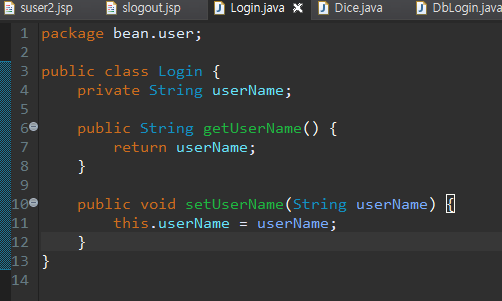 suser2.jsp slogout.jsp Login.java Dice.java DbLogin.java
1 package bean.user;
2
3 public class Login {
4 private String userName;
5
6 public String getUserName() {
7 return userName;
8 }
9
10 public void setUserName(String userName) {
11 this.userName = userName;
12 }
13 }
14